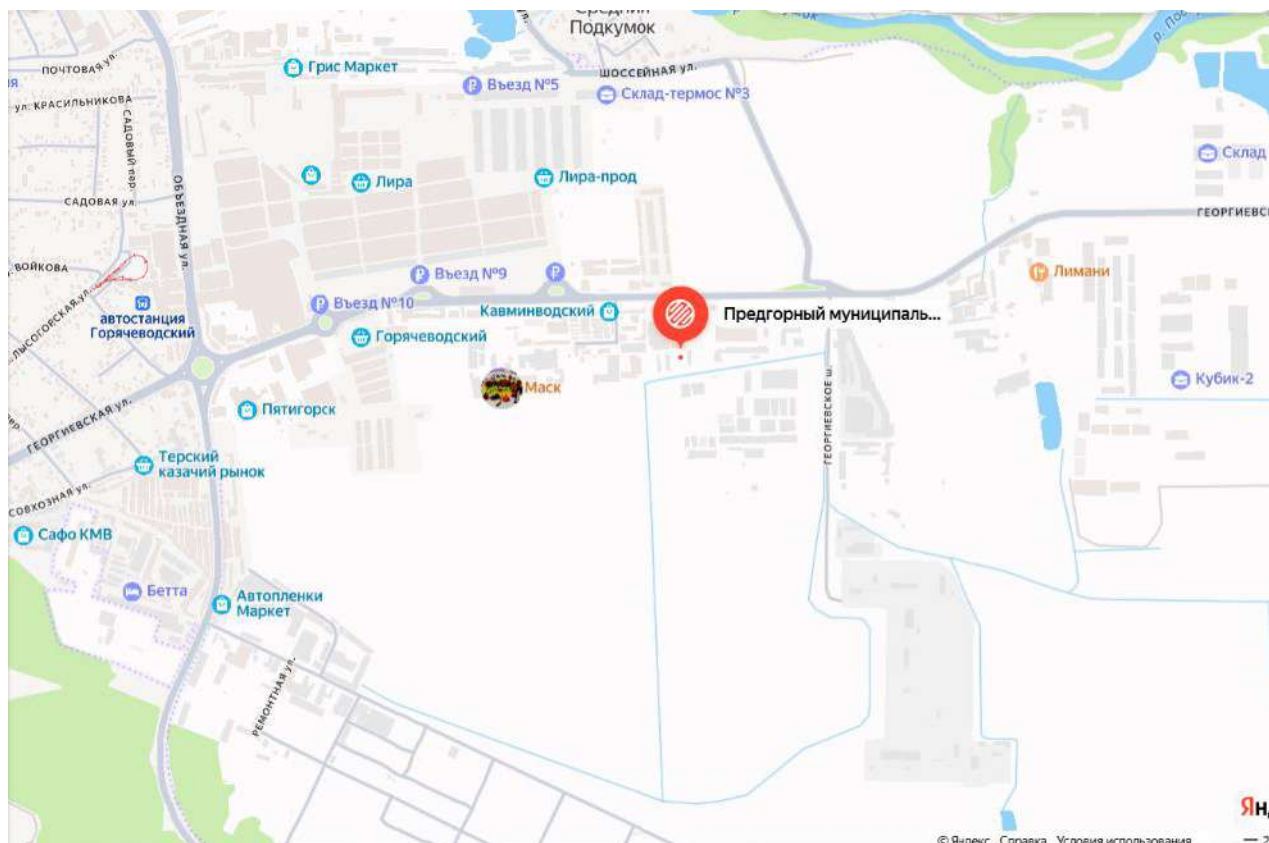 Средний
Подкумок
ПОЧТОВАЯ ул.
Грис Маркет
Въезд №5
ШОССЕЙНАЯ ул.
Склад-термос №3
ул. КРАСИЛЬНИКОВА
САДОВЫЙ пер.
ОБЪЕЗДНАЯ ул.
Склад
Лира
Лира-прод
САДОВАЯ ул.
ГЕОРГИЕВС
ВОЙКОВА
Въезд №9
Лимани
ЛЫСОГОРСКАЯ ул.
автостанция
Горячеводский
Въезд №10
Кавминводский
Предгорный муниципаль...
Горячеводский
Маск
Кубик-2
Пятигорск
ГЕОРГИЕВСКАЯ ул.
пер.
ГЕОРГИЕВСКОЕ ш.
Терский
казачий рынок
СОВХОЗНАЯ ул.
Сафо КМВ
Бетта
Автопленки
Маркет
РЕМОНТНАЯ ул.
Ян
© Яндекс Справка Условия использования
2